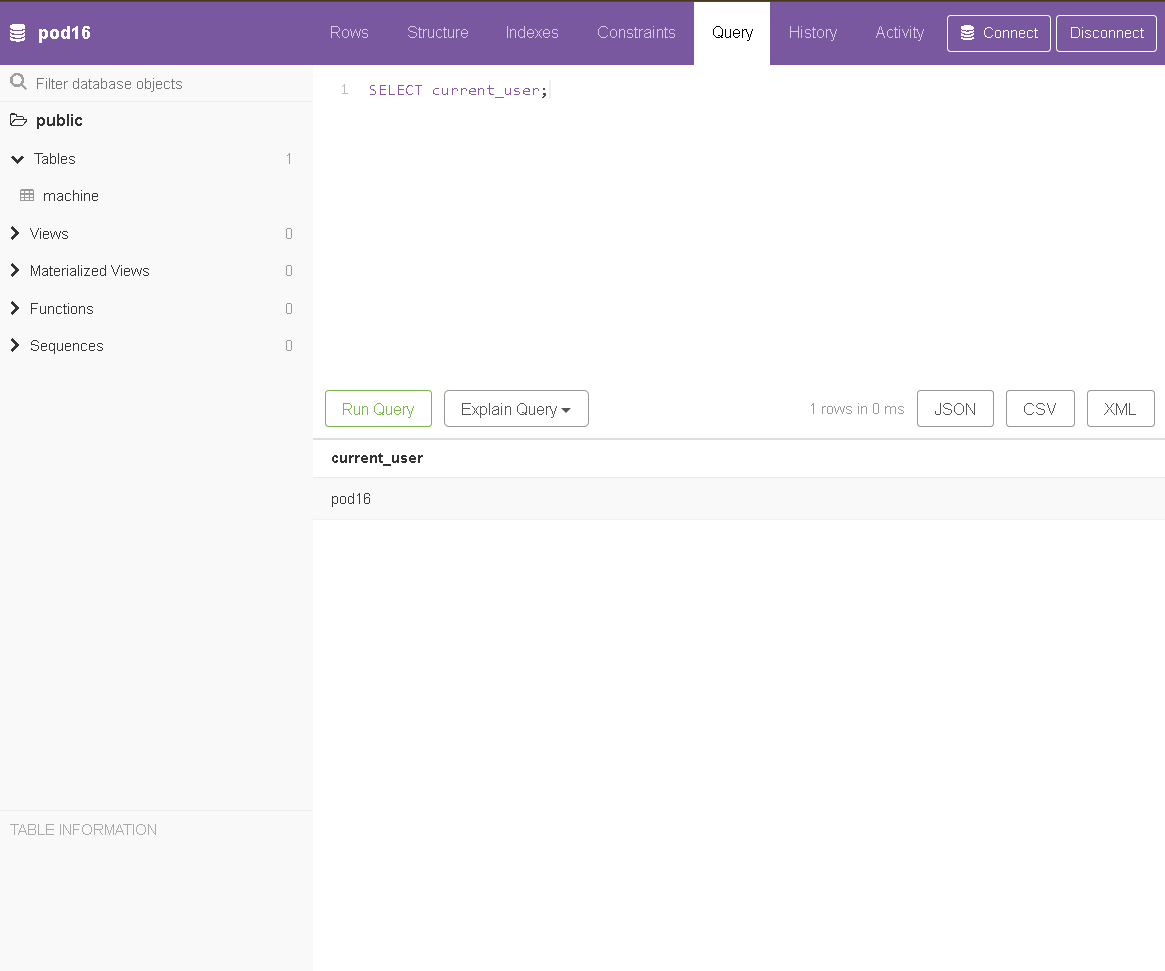 pod16
Rows Structure Indexes Constraints Query History Activity Connect Disconnect
Filter database objects
public
Tables 1
machine
Views 0
Materialized Views 0
Functions 0
Sequences 0
TABLE INFORMATION
1 SELECT current_user;
Run Query Explain Query 1 rows in 0 ms JSON CSV XML
current_user
pod16